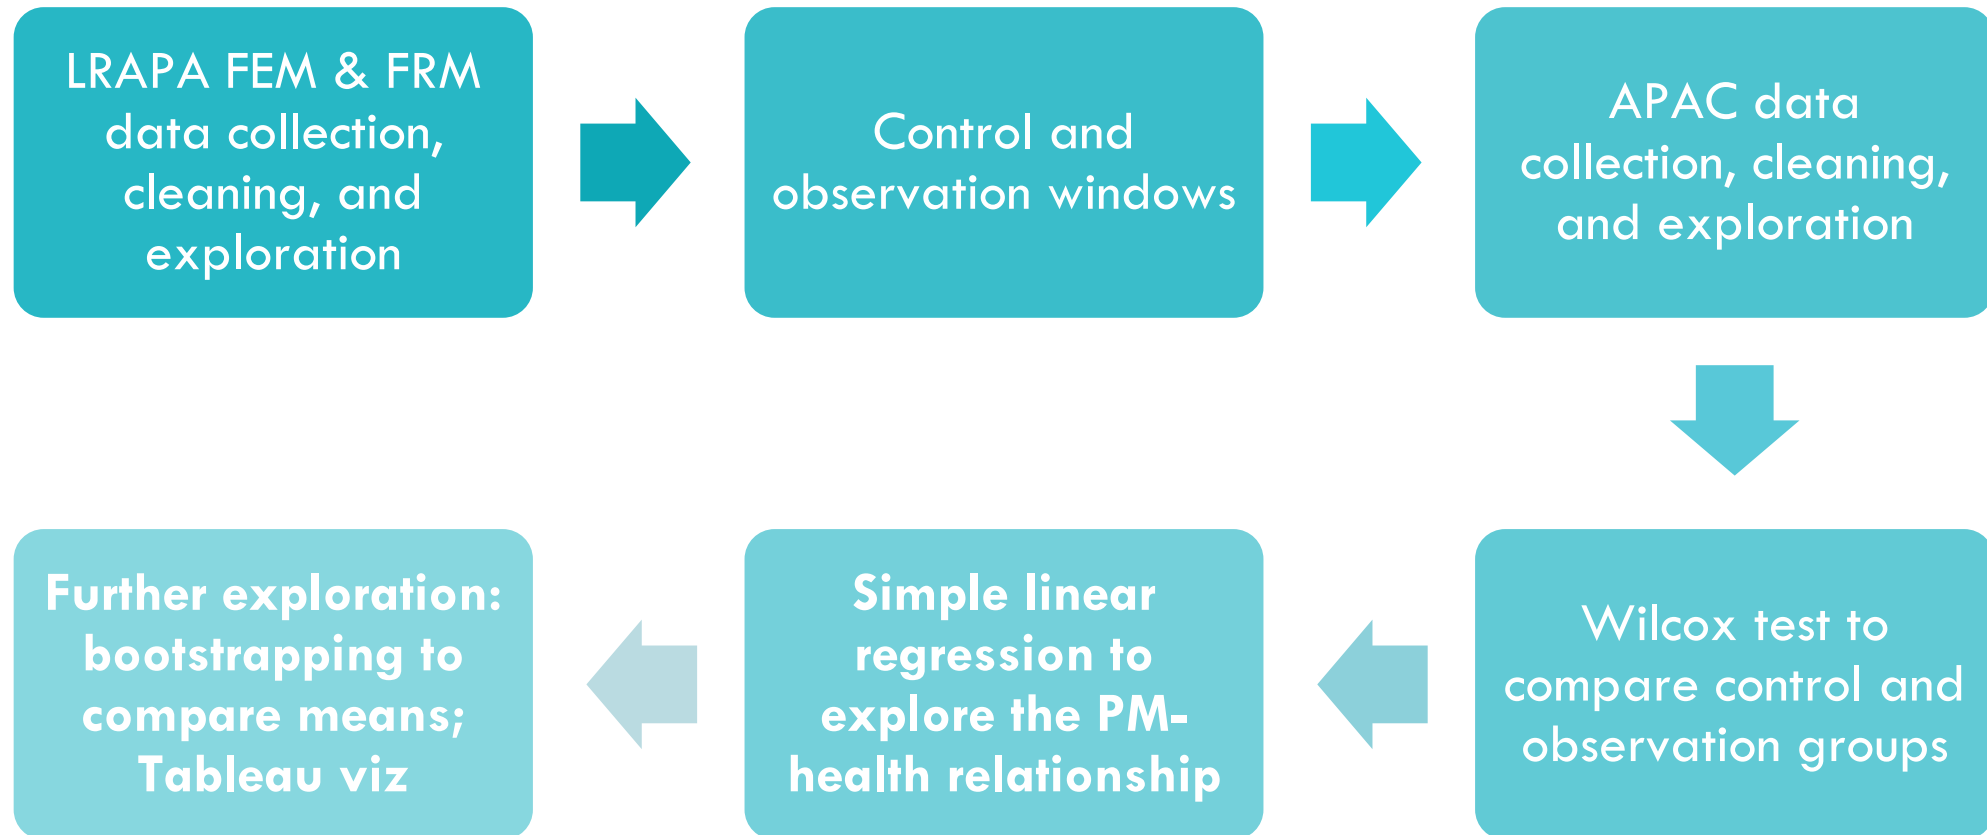 LRAPA FEM & FRM
data collection,
cleaning, and
exploration
Control and
observation windows
APAC data
collection, cleaning,
and exploration
Wilcox test to
compare control and
observation groups
Simple linear
regression to
explore the PM-
health relationship
Further exploration:
bootstrapping to
compare means;
Tableau viz